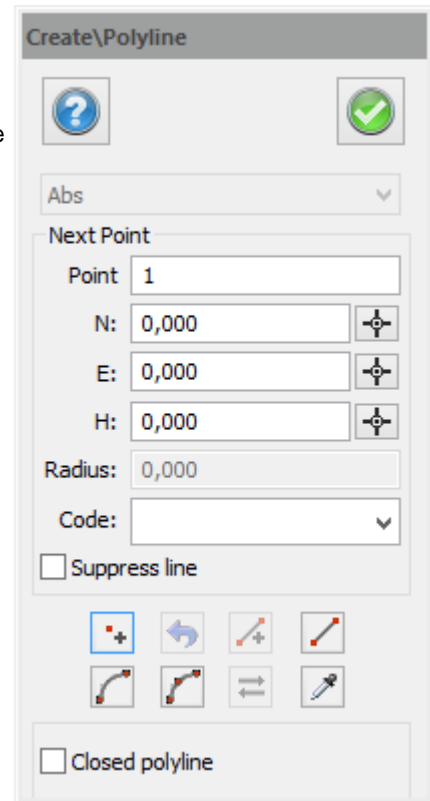 Create\Polyline
e
?
Abs
Next Point
Point 1
N: 0,000
E: 0,000
H: 0,000
Radius: 0,000
Code:
Suppress line
Closed polyline